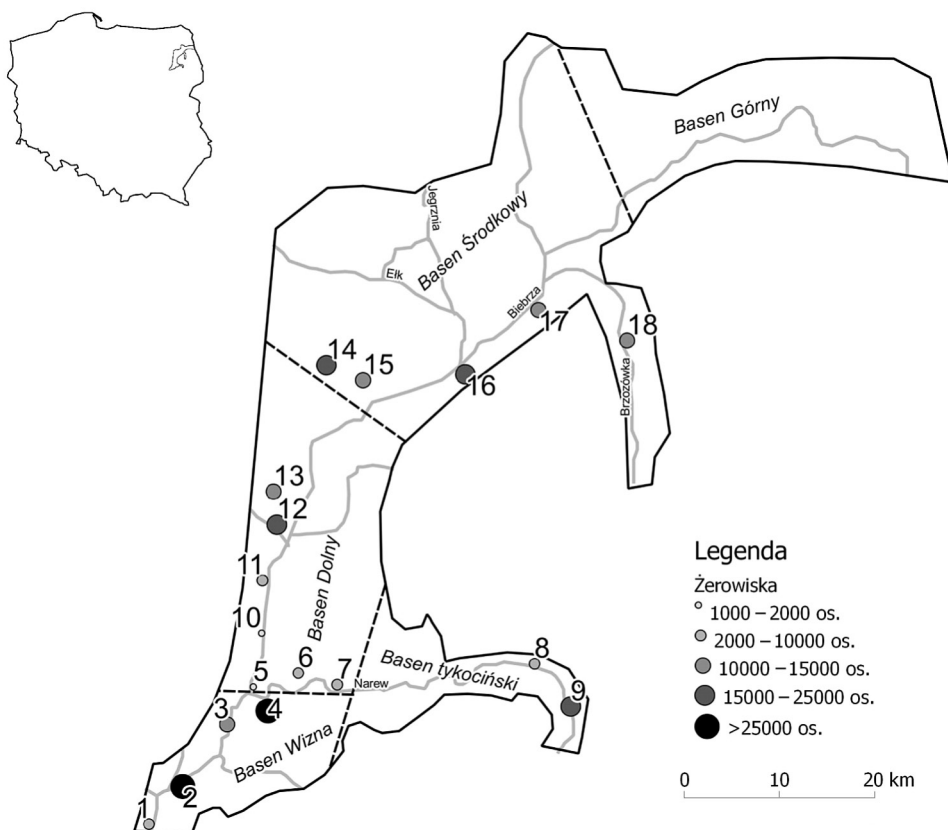 Basen Górny
Jegrznia
Basen Środkowy
Ełk
Biebrza
17
18
14
15
16
Brzozówka
13
12
11
Basen Dolny
10
8
6
7
5
Narew
Basen tykociński
9
3
4
Basen Wizna
2
1
Legenda
Żerowiska
1000 – 2000 os.
2000 –10000 os.
10000 –15000 os.
15000 –25000 os.
>25000 os.
0 10 20 km